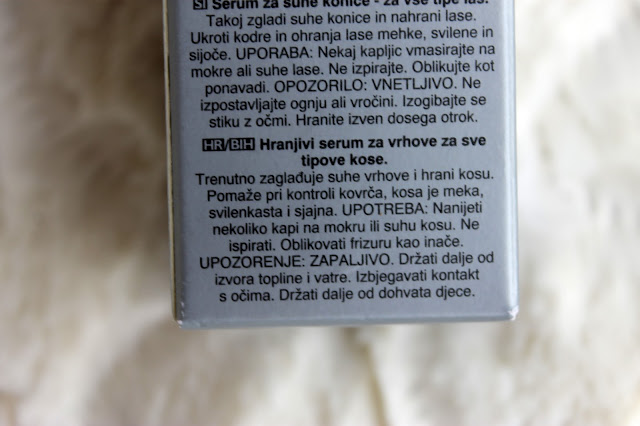 SI Serum za suhe konice - za vse tipe las.
Takoj zgladi suhe konice in nahrani lase.
Ukroti kodre in ohranja lase mehke, svilene in
sijoče. UPORABA: Nekaj kapljic vmasirajte na
mokre ali suhe lase. Ne izpirajte. Oblikujte kot
ponavadi. OPOZORILO: VNETLJIVO. Ne
izpostavljajte ognju ali vročini. Izogibajte se
stiku z očmi. Hranite izven dosega otrok.
HR/BIH Hranjivi serum za vrhove za sve
tipove kose.
Trenutno zaglađuje suhe vrhove i hrani kosu.
Pomaže pri kontroli kovrča, kosa je meka,
svilenkasta i sjajna. UPOTREBA: Nanijeti
nekoliko kapi na mokru ili suhu kosu. Ne
ispirati. Oblikovati frizuru kao inače.
UPOZORENJE: ZAPALJIVO. Držati dalje od
izvora topline i vatre. Izbjegavati kontakt
s očima. Držati dalje od dohvata djece.